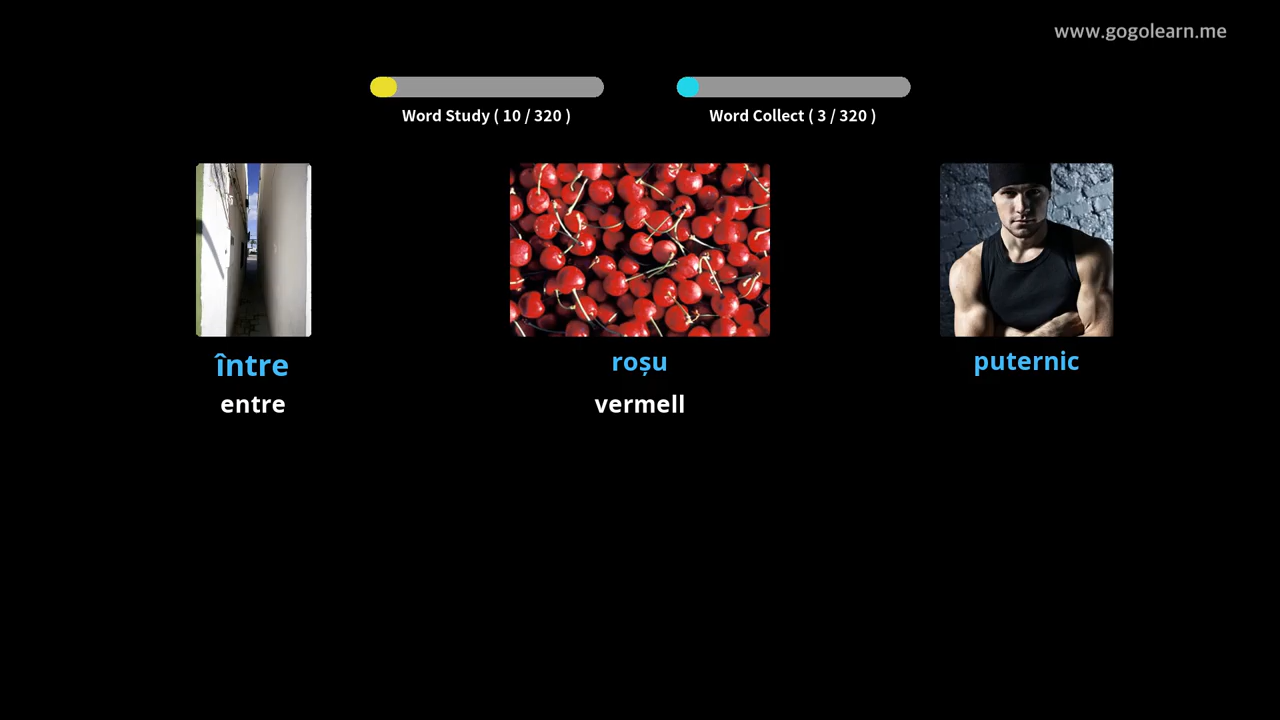 www.gogolearn.me
Word Study ( 10 / 320 )
Word Collect ( 3 / 320 )
între
roșu
puternic
entre
vermell